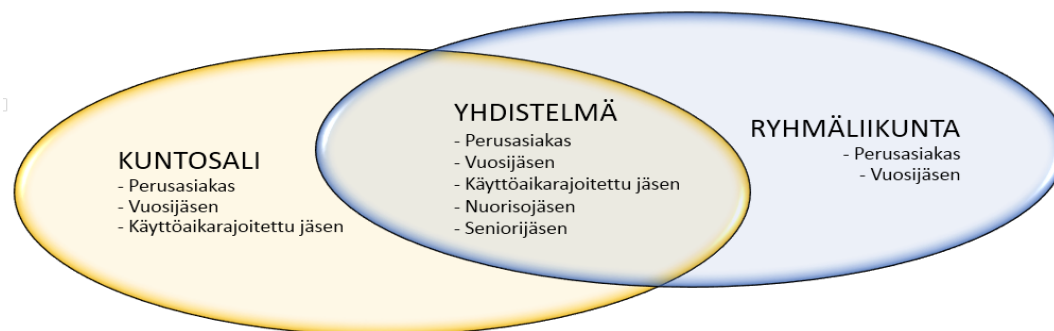 KUNTOSALI
- Perusasiakas
- Vuosijäsen
- Käyttöaikarajoitettu jäsen
YHDISTELMÄ
- Perusasiakas
- Vuosijäsen
- Käyttöaikarajoitettu jäsen
- Nuorisojäsen
- Seniorijäsen
RYHMÄLIIKUNTA
- Perusasiakas
- Vuosijäsen